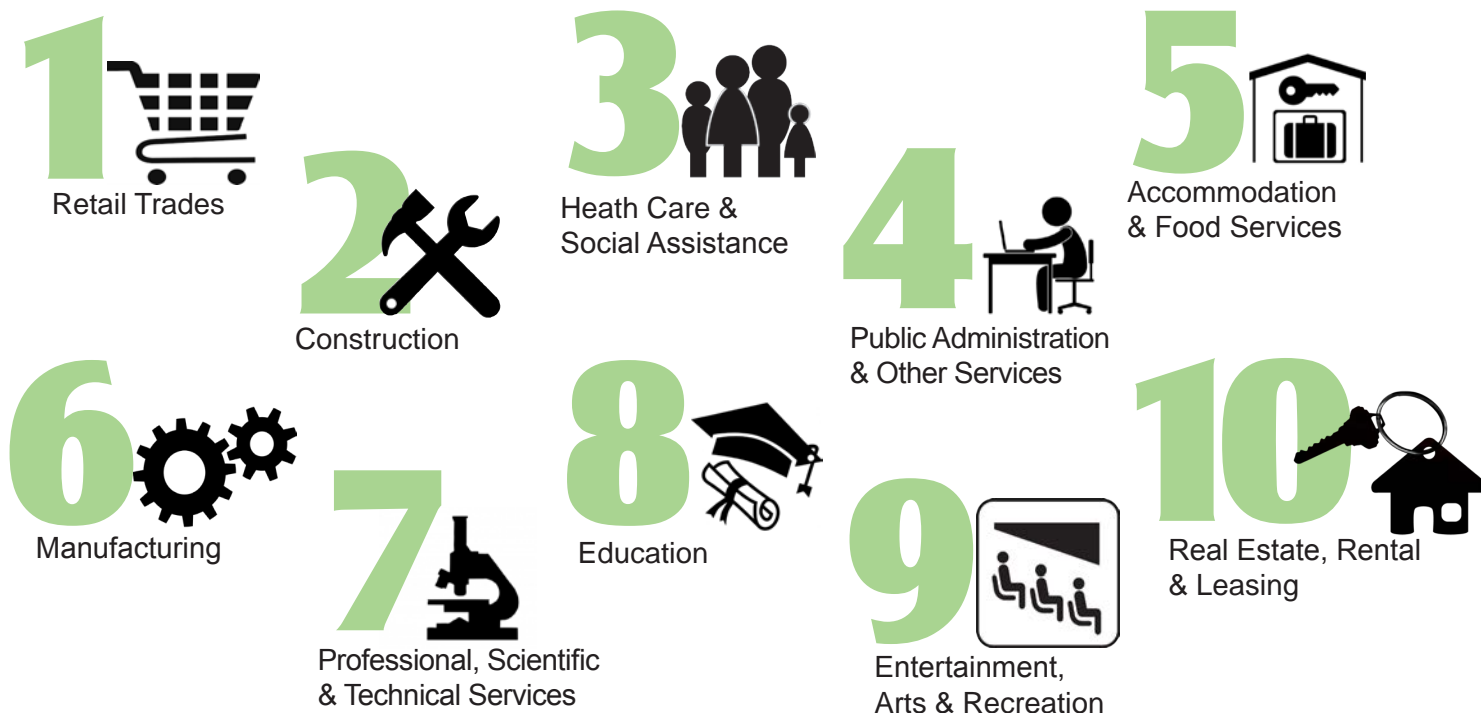 1
Retail Trades
2
Construction
3
Heath Care &
Social Assistance
4
Public Administration
& Other Services
5
Accommodation
& Food Services
6
Manufacturing
7
Professional, Scientific
& Technical Services
8
Education
9
Entertainment,
Arts & Recreation
10
Real Estate, Rental
& Leasing